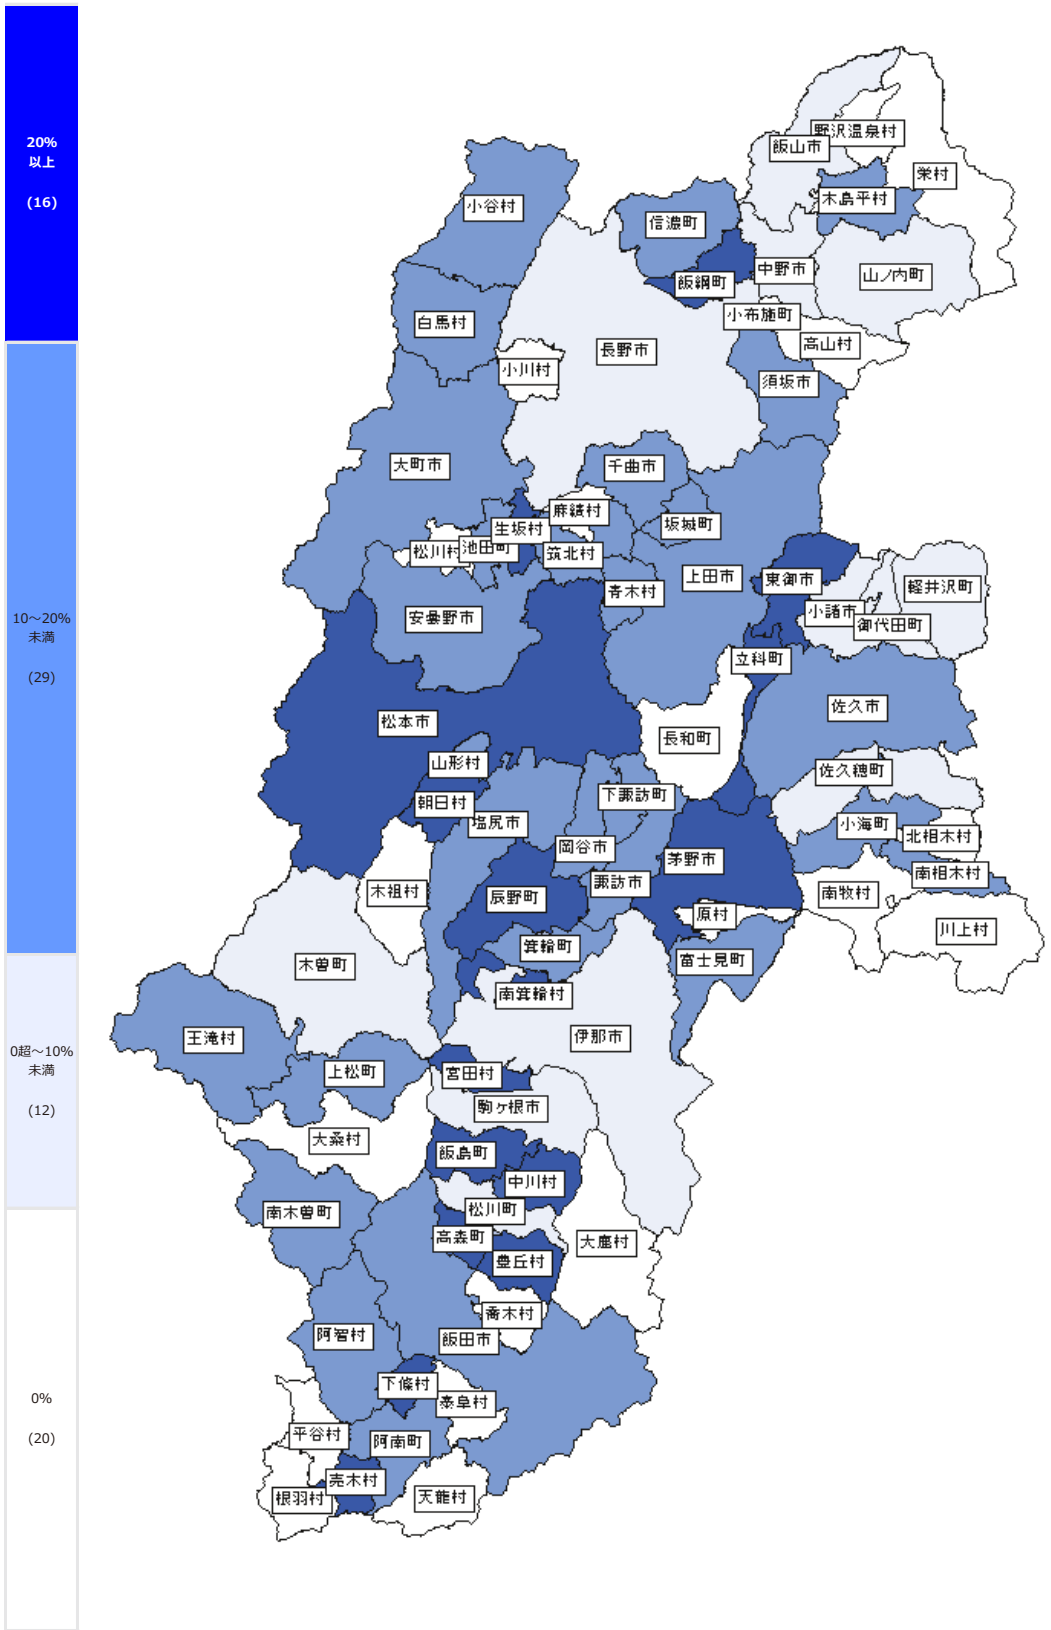 20%
以上
(16)
10～20%
未満
(29)
0超～10%
未満
(12)
0%
(20)
野沢温泉村
飯山市
栄村
木島平村
小谷村
信濃町
中野市
山ノ内町
飯綱町
小布施町
白馬村
高山村
長野市
小川村
須坂市
大町市
千曲市
麻績村
坂城町
生坂村
池田町
松川村
筑北村
上田市
東御市
軽井沢町
青木村
小諸市
安曇野市
御代田町
立科町
佐久市
松本市
長和町
山形村
佐久穂町
下諏訪町
朝日村
塩尻市
小海町
北相木村
岡谷市
茅野市
南相木村
諏訪市
木祖村
南牧村
辰野町
原村
川上村
箕輪町
富士見町
木曽町
南箕輪村
伊那市
王滝村
上松町
宮田村
駒ヶ根市
大桑村
飯島町
中川村
松川町
南木曽町
高森町
大鹿村
豊丘村
喬木村
阿智村
飯田市
下條村
泰阜村
平谷村
阿南町
売木村
根羽村
天龍村